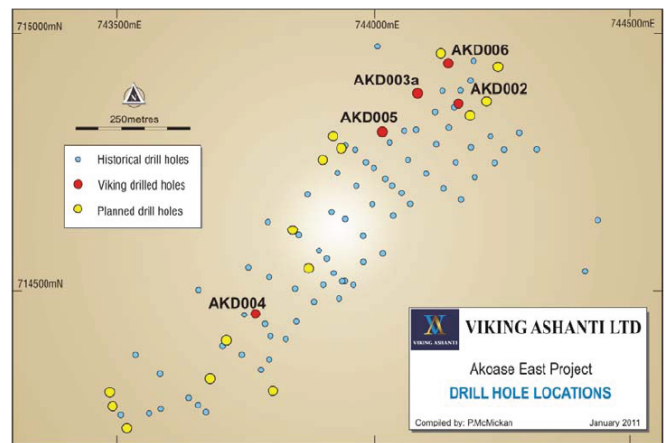 743500mE
744000mE
744500mE
715000mN
AKD006
AKD003a
AKD002
AKD005
250metres
Historical drill holes
Viking drilled holes
Planned drill holes
714500mN
AKD004
VIKING ASHANTI
VIKING ASHANTI LTD
Akoase East Project
DRILL HOLE LOCATIONS
Compiled by: P.McMickan
January 2011